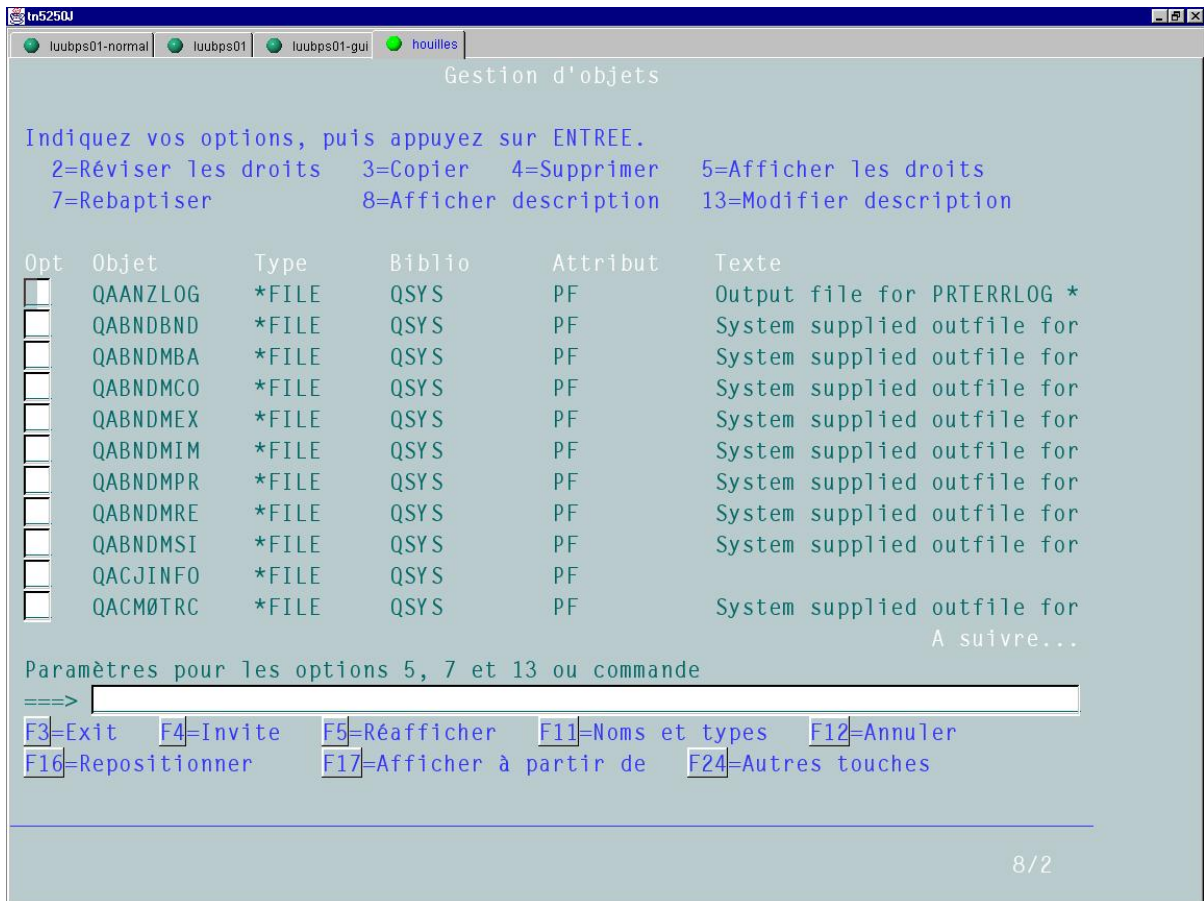 tn5250J
luubps01-normal luubps01 luubps01-gui houilles
Gestion d'objets
Indiquez vos options, puis appuyez sur ENTREE.
2=Réviser les droits 3=Copier 4=Supprimer 5=Afficher les droits
7=Rebaptiser 8=Afficher description 13=Modifier description
Opt Objet Type Biblio Attribut Texte
QAANZLOG *FILE QSYS PF Output file for PRTERRLOG *
QABNDBND *FILE QSYS PF System supplied outfile for
QABNDMBA *FILE QSYS PF System supplied outfile for
QABNDMCO *FILE QSYS PF System supplied outfile for
QABNDMEX *FILE QSYS PF System supplied outfile for
QABNDMIM *FILE QSYS PF System supplied outfile for
QABNDMPR *FILE QSYS PF System supplied outfile for
QABNDMRE *FILE QSYS PF System supplied outfile for
QABNDMSI *FILE QSYS PF System supplied outfile for
QACJINFO *FILE QSYS PF
QACMØTRC *FILE QSYS PF System supplied outfile for
A suivre...
Paramètres pour les options 5, 7 et 13 ou commande
===>
F3=Exit F4=Invite F5=Réafficher F11=Noms et types F12=Annuler
F16=Repositionner F17=Afficher à partir de F24=Autres touches
8/2